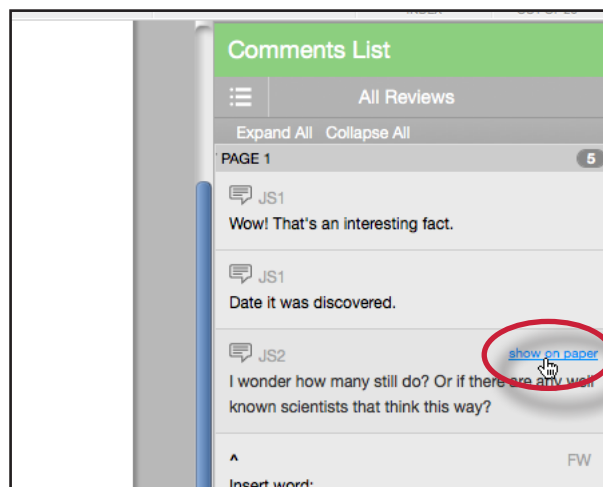 Comments List
All Reviews
Expand All Collapse All
PAGE 1 5
JS1
Wow! That's an interesting fact.
JS1
Date it was discovered.
JS2 show on paper
I wonder how many still do? Or if there are any well
known scientists that think this way?
^ FW
Insert word: